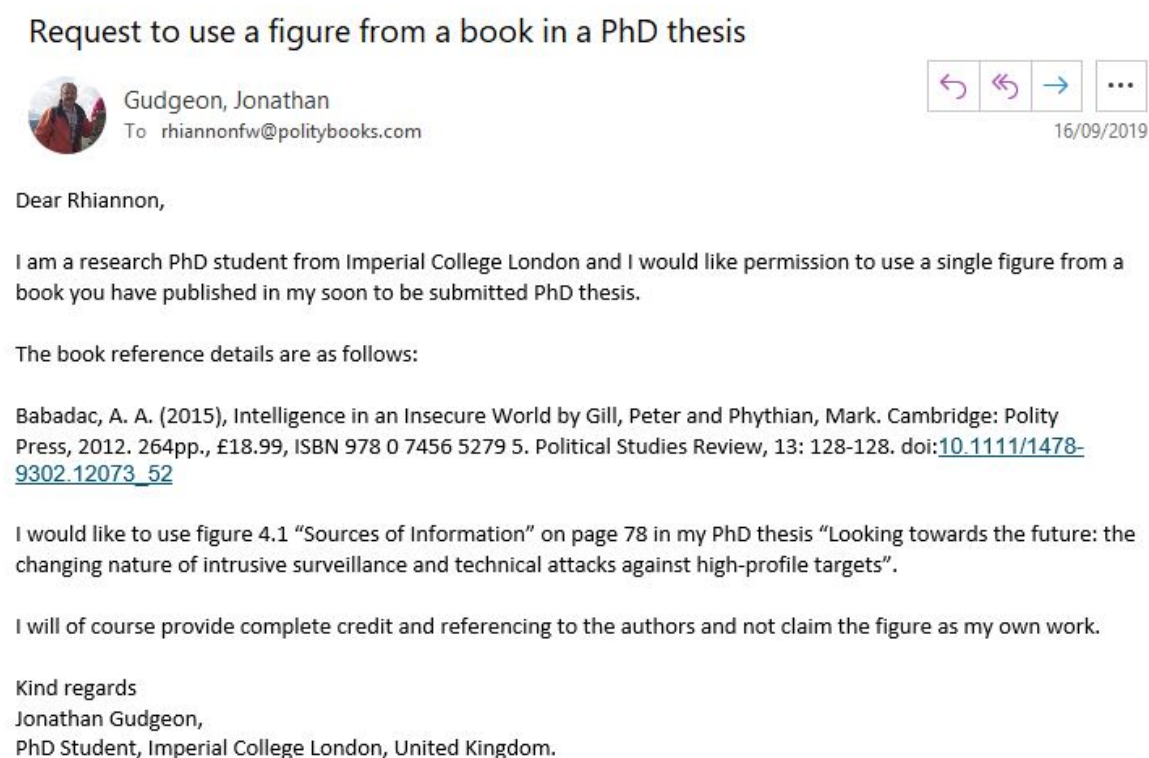 Request to use a figure from a book in a PhD thesis
Gudgeon, Jonathan
To rhiannonfw@politybooks.com
16/09/2019
Dear Rhiannon,
I am a research PhD student from Imperial College London and I would like permission to use a single figure from a
book you have published in my soon to be submitted PhD thesis.
The book reference details are as follows:
Babadac, A. A. (2015), Intelligence in an Insecure World by Gill, Peter and Phythian, Mark. Cambridge: Polity
Press, 2012. 264pp., £18.99, ISBN 978 0 7456 5279 5. Political Studies Review, 13: 128-128. doi:10.1111/1478-
9302.12073_52
I would like to use figure 4.1 “Sources of Information” on page 78 in my PhD thesis “Looking towards the future: the
changing nature of intrusive surveillance and technical attacks against high-profile targets”.
I will of course provide complete credit and referencing to the authors and not claim the figure as my own work.
Kind regards
Jonathan Gudgeon,
PhD Student, Imperial College London, United Kingdom.